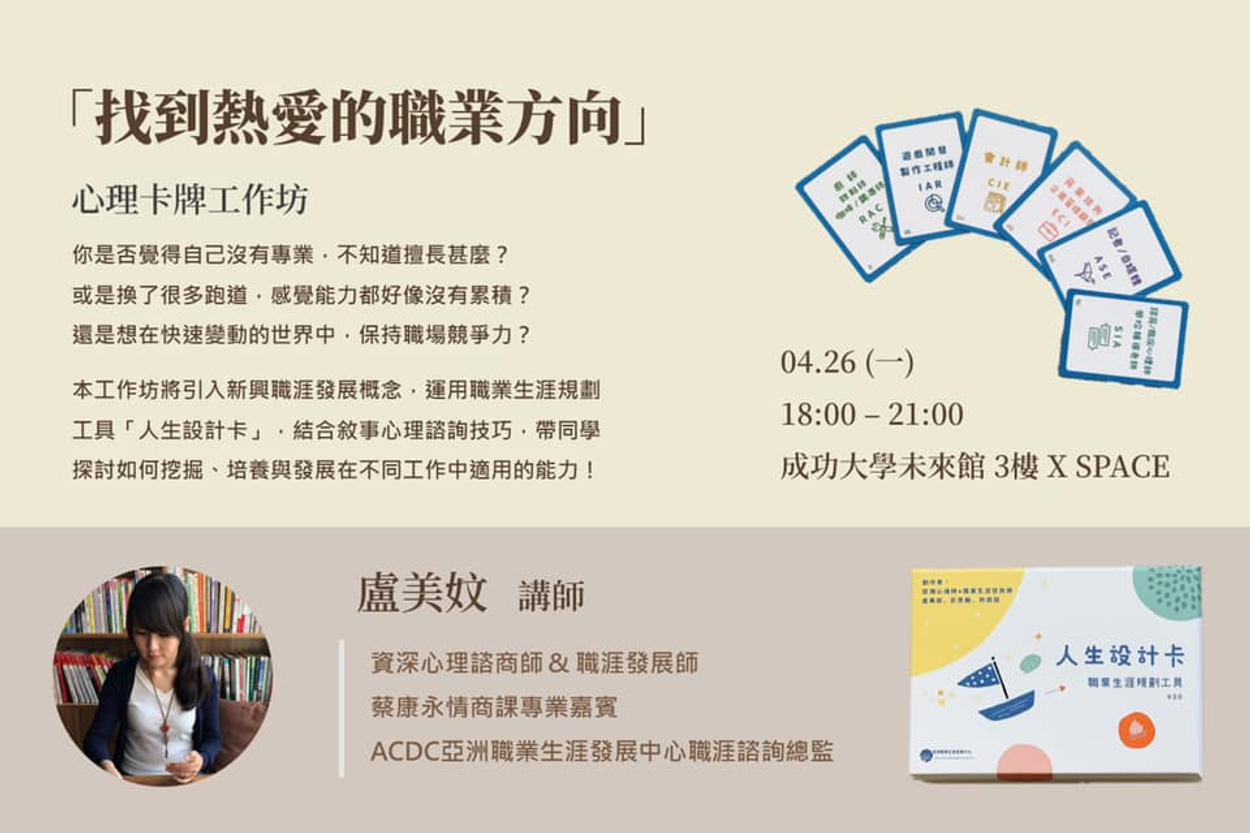 「找到熱愛的職業方向」
心理卡牌工作坊
你是否覺得自己沒有專業，不知道擅長甚麼？
或是換了很多跑道，感覺能力都好像沒有累積？
還是想在快速變動的世界中，保持職場競爭力？
本工作坊將引入新興職涯發展概念，運用職業生涯規劃
工具「人生設計卡」，結合敘事心理諮詢技巧，帶同學
探討如何挖掘、培養與發展在不同工作中適用的能力！
廚師
RAC
遊戲開發
製作工程師
IAR
會計師
CIE
ECI
記者/自媒體
ASE
SIA
04.26 (一)
18:00 – 21:00
成功大學未來館 3樓 X SPACE
盧美妏 講師
資深心理諮商師 & 職涯發展師
蔡康永情商課專業嘉賓
ACDC亞洲職業生涯發展中心職涯諮詢總監
創作者：
人生設計卡
職業生涯規劃工具